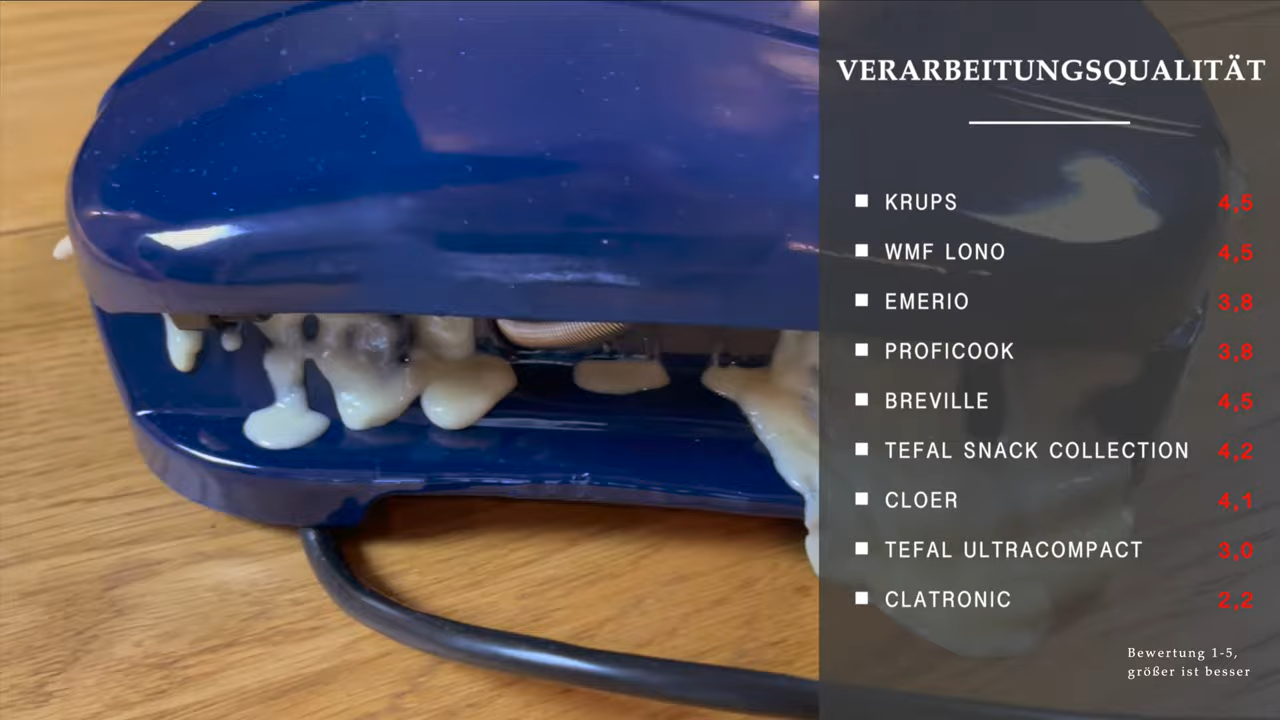 VERARBEITUNGSQUALITÄT
KRUPS 4,5
WMF LONO 4,5
EMERIO 3,8
PROFICOOK 3,8
BREVILLE 4,5
TEFAL SNACK COLLECTION 4,2
CLOER 4,1
TEFAL ULTRACOMPACT 3,0
CLATRONIC 2,2
Bewertung 1-5,
größer ist besser